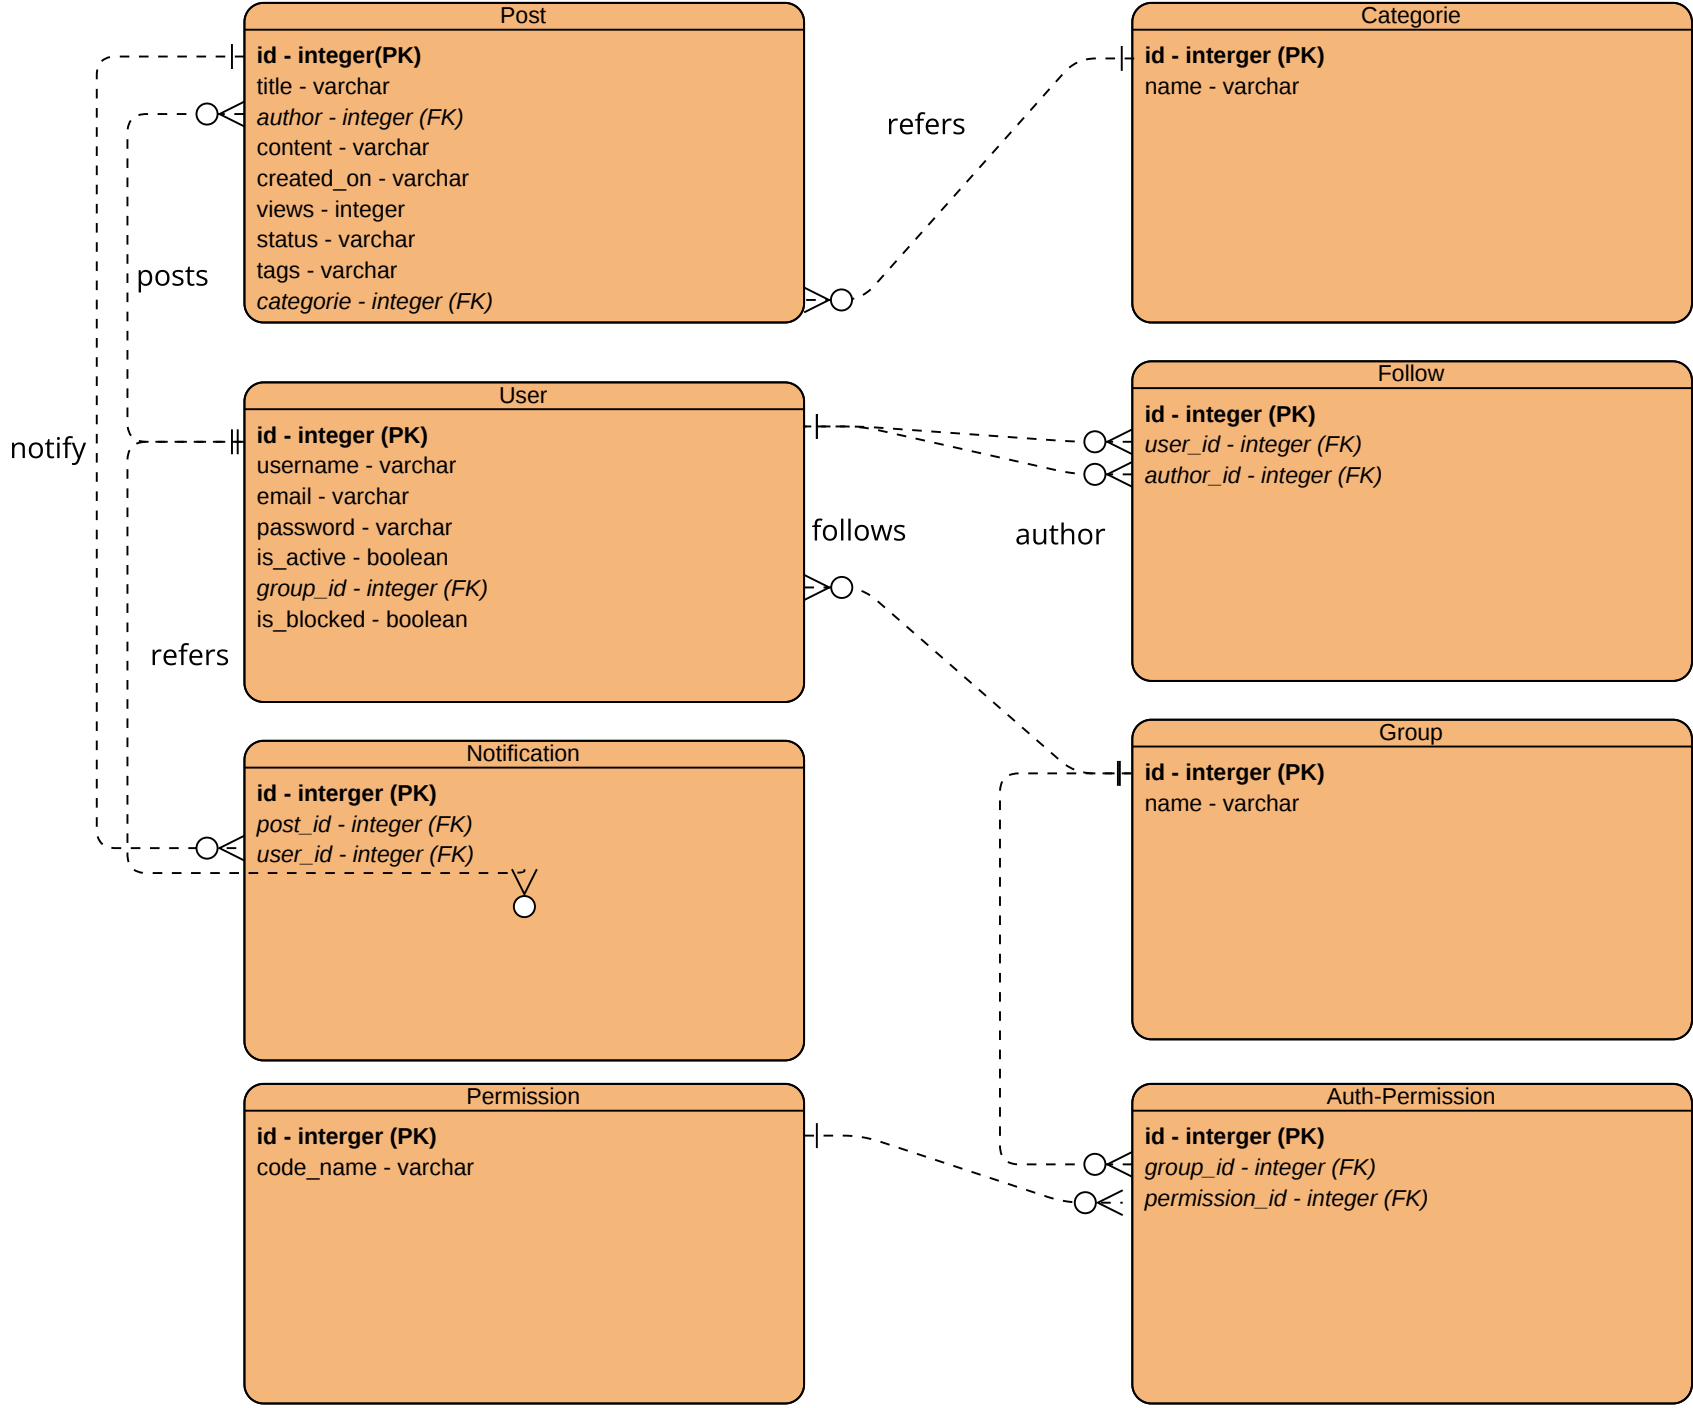 Post
id - integer(PK)
title - varchar
author - integer (FK)
content - varchar
created_on - varchar
views - integer
status - varchar
tags - varchar
categorie - integer (FK)
Categorie
id - interger (PK)
name - varchar
refers
posts
notify
User
id - integer (PK)
username - varchar
email - varchar
password - varchar
is_active - boolean
group_id - integer (FK)
is_blocked - boolean
Follow
id - integer (PK)
user_id - integer (FK)
author_id - integer (FK)
follows
author
refers
Notification
id - interger (PK)
post_id - integer (FK)
user_id - integer (FK)
Group
id - interger (PK)
name - varchar
Permission
id - interger (PK)
code_name - varchar
Auth-Permission
id - interger (PK)
group_id - integer (FK)
permission_id - integer (FK)